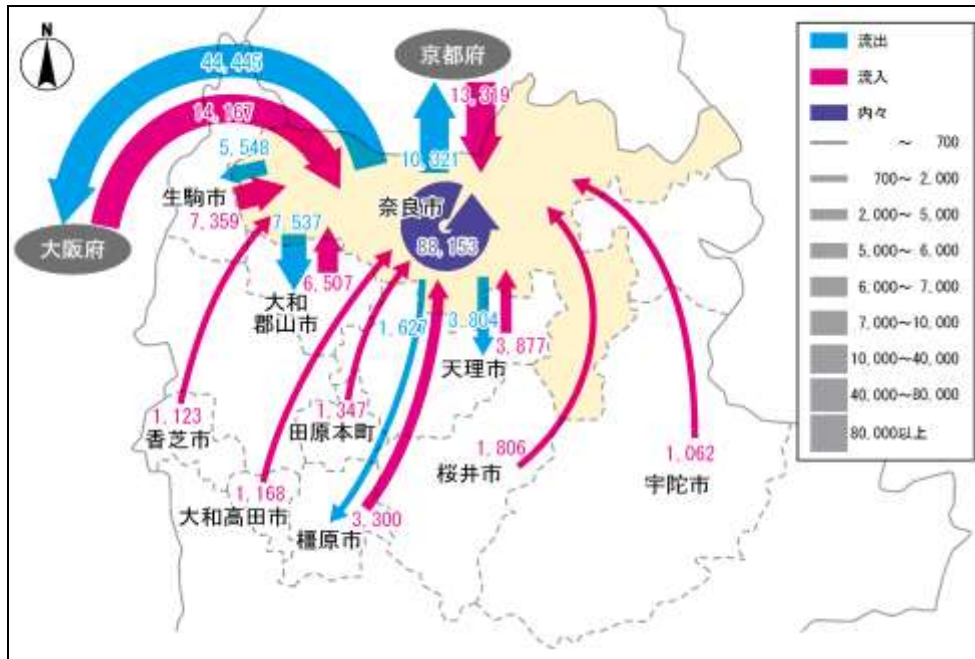 N
44,445
14,167
京都府
13,319
10,321
5,548
生駒市
7,359
大阪府
奈良市
88,153
7,537
6,507
大和
郡山市
1,627
3,804
3,877
天理市
1,123
香芝市
1,347
田原本町
1,168
大和高田市
3,300
橿原市
1,806
桜井市
1,062
宇陀市
流出
流入
内々
～ 700
700～ 2,000
2,000～ 5,000
5,000～ 6,000
6,000～ 7,000
7,000～10,000
10,000～40,000
40,000～80,000
80,000以上